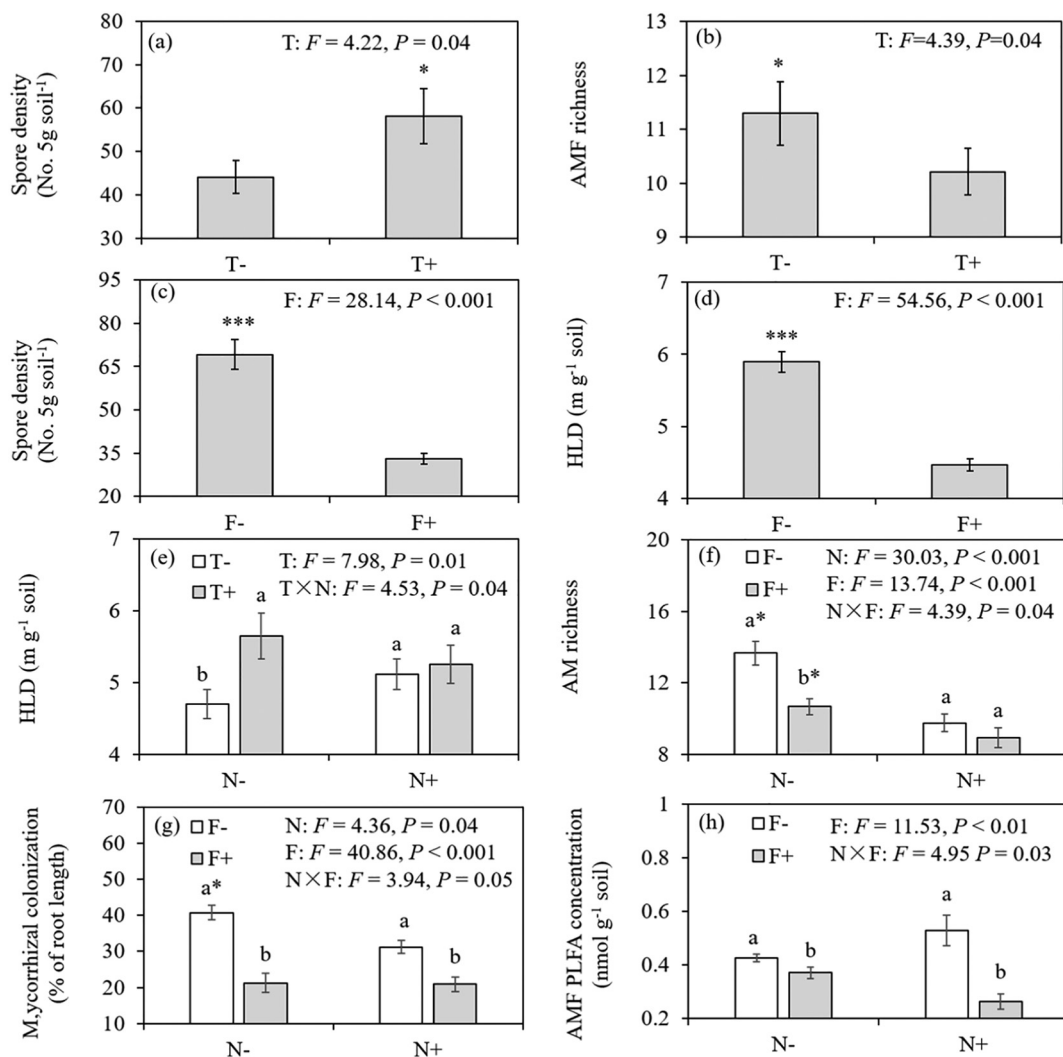 (a)
T: F = 4.22, P = 0.04
Spore density
(No. 5g soil-1)
80
70
60
50
40
30
*
T-
T+
(b)
T: F=4.39, P=0.04
AMF richness
13
12
11
10
9
*
T-
T+
(c)
F: F = 28.14, P < 0.001
Spore density
(No. 5g soil-1)
95
80
65
50
35
20
***
F-
F+
(d)
F: F = 54.56, P < 0.001
HLD (m g-1 soil)
7
6
5
4
***
F-
F+
(e)
T-
T+
T: F = 7.98, P = 0.01
T×N: F = 4.53, P = 0.04
HLD (m g-1 soil)
7
6
5
4
b
a
a
a
N-
N+
(f)
F-
F+
N: F = 30.03, P < 0.001
F: F = 13.74, P < 0.001
N×F: F = 4.39, P = 0.04
AM richness
20
16
12
8
a*
b*
a
a
N-
N+
(g)
F-
F+
N: F = 4.36, P = 0.04
F: F = 40.86, P < 0.001
N×F: F = 3.94, P = 0.05
M,ycorrhizal colonization
(% of root length)
70
60
50
40
30
20
10
a*
b
a
b
N-
N+
(h)
F-
F+
F: F = 11.53, P < 0.01
N×F: F = 4.95 P = 0.03
AMF PLFA concentration
(nmol g-1 soil)
1
0.8
0.6
0.4
0.2
a
b
a
b
N-
N+